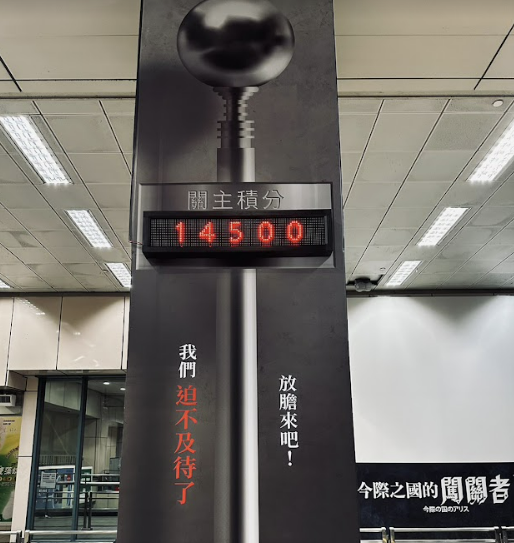 關主積分
14500
我們
迫不及待了
放膽來吧！
今際之國的闖關者
今際の国のアリス